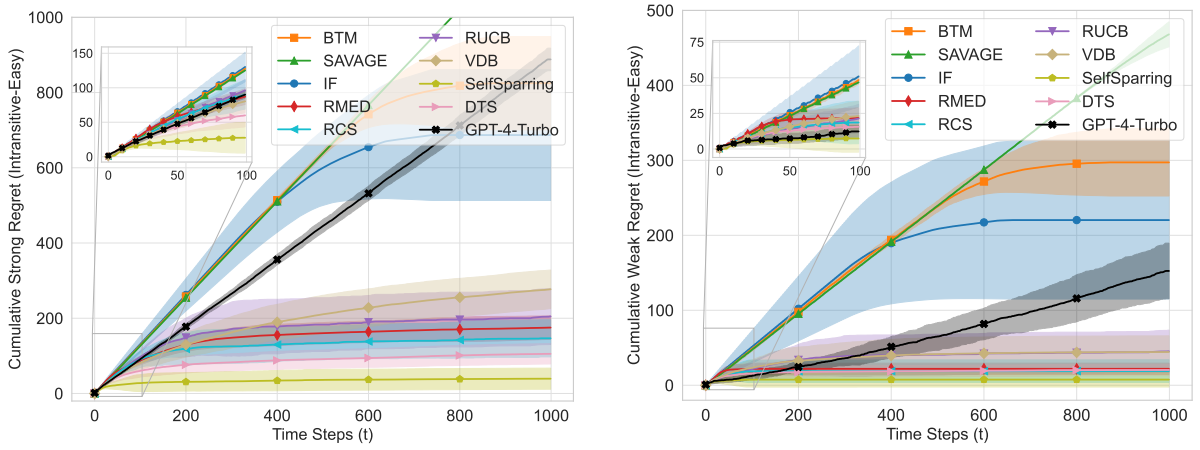 Cumulative Strong Regret (Intransitive-Easy)
1000
800
600
400
200
0
0 200 400 600 800 1000
Time Steps (t)
150
100
50
0
0 50 100
BTM
SAVAGE
IF
RMED
RCS
RUCB
VDB
SelfSparring
DTS
GPT-4-Turbo
Cumulative Weak Regret (Intransitive-Easy)
500
400
300
200
100
0
0 200 400 600 800 1000
Time Steps (t)
75
50
25
0
0 50 100
BTM
SAVAGE
IF
RMED
RCS
RUCB
VDB
SelfSparring
DTS
GPT-4-Turbo